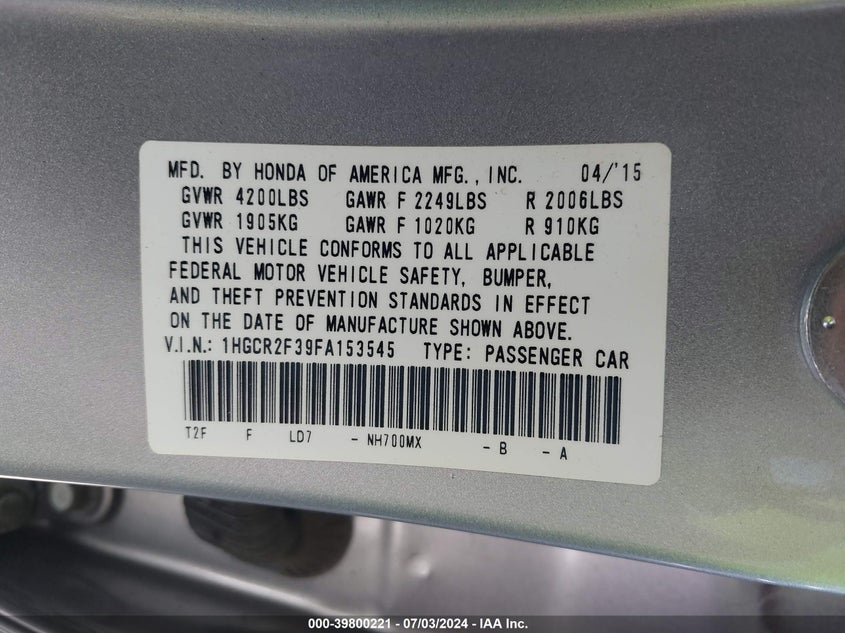 MFD. BY HONDA OF AMERICA MFG., INC. 04/'15
GVWR 4200LBS GAWR F 2249LBS R 2006LBS
GVWR 1905KG GAWR F 1020KG R 910KG
THIS VEHICLE CONFORMS TO ALL APPLICABLE
FEDERAL MOTOR VEHICLE SAFETY, BUMPER,
AND THEFT PREVENTION STANDARDS IN EFFECT
ON THE DATE OF MANUFACTURE SHOWN ABOVE.
V.I.N.: 1HGCR2F39FA153545 TYPE: PASSENGER CAR
T2F F LD7 - NH700MX - B - A
000-39800221 - 07/03/2024 - IAA Inc.